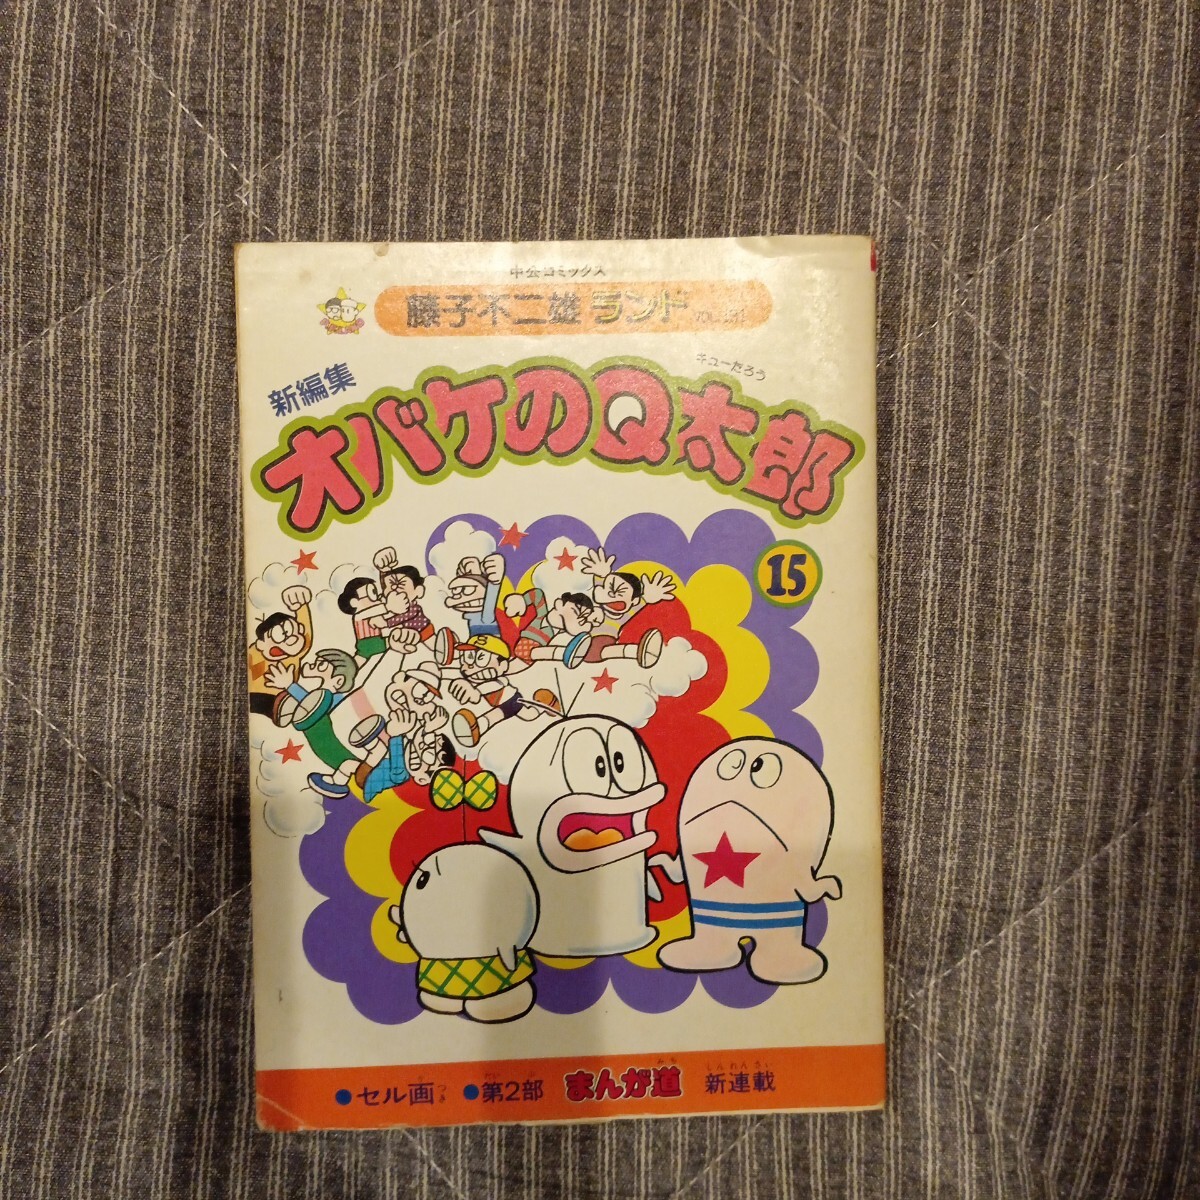 中公コミックス
藤子不二雄ランド
キューたろう
新編集
オバケのQ太郎
15
●セル画つき ●第2部 まんが道 新連載